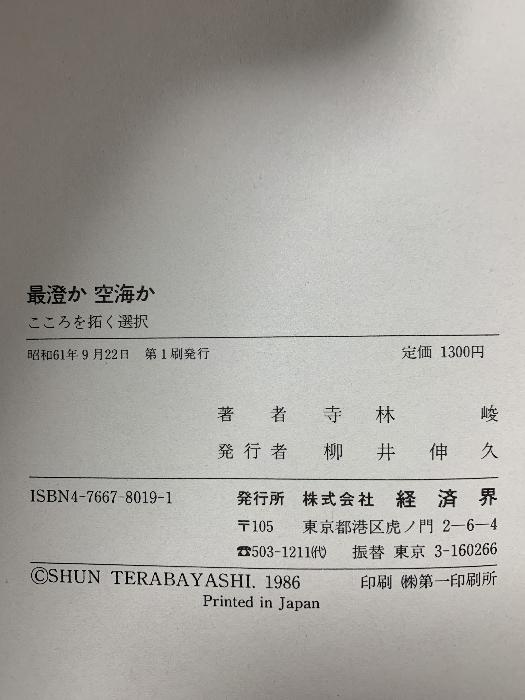 最澄か 空海か
こころを拓く選択
昭和61年9月22日 第1刷発行 定価 1300円
著者 寺林 峻
発行者 柳井伸久
ISBN4-7667-8019-1 発行所 株式会社 経済界
〒105 東京都港区虎ノ門 2-6-4
☎503-1211㈹ 振替 東京 3-160266
©SHUN TERABAYASHI. 1986 印刷 ㈱第一印刷所
Printed in Japan